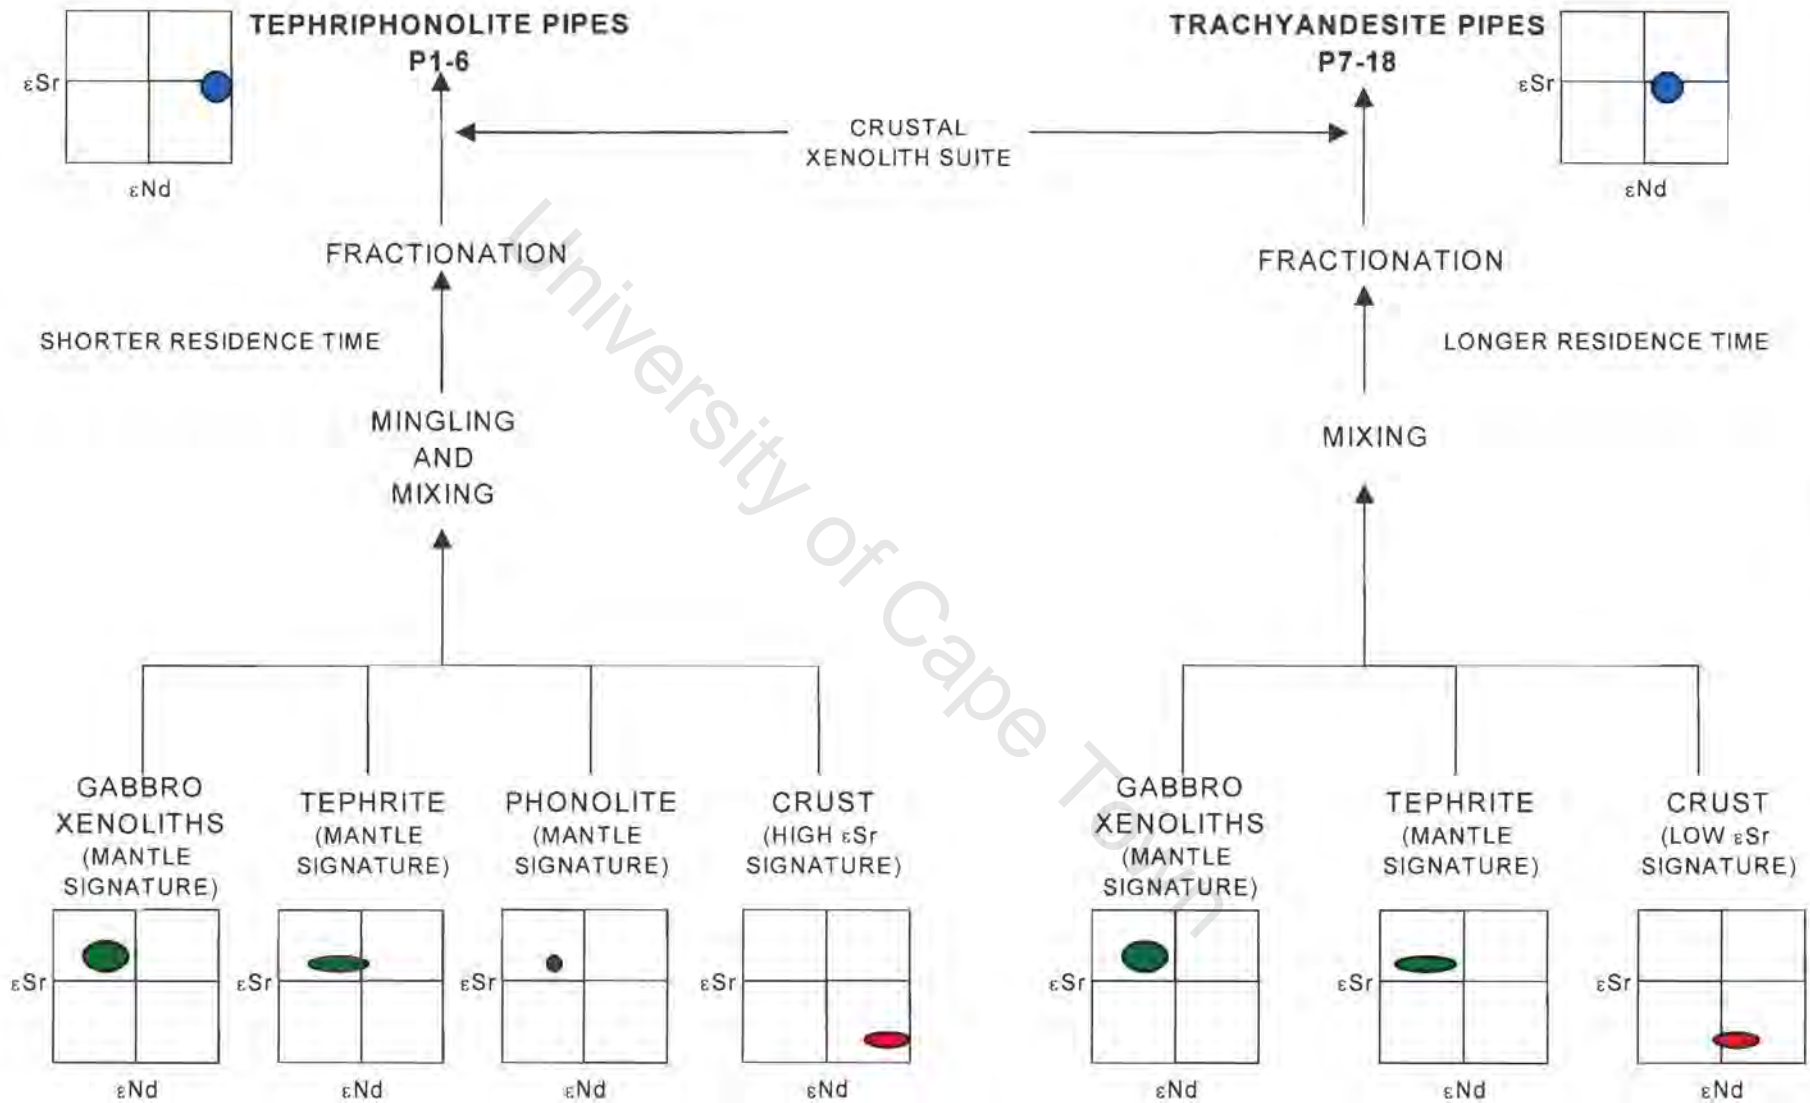 TEPHRIPHONOLITE PIPES
P1-6
εSr
εNd
TRACHYANDESITE PIPES
P7-18
εSr
εNd
CRUSTAL
XENOLITH SUITE
FRACTIONATION
FRACTIONATION
SHORTER RESIDENCE TIME
LONGER RESIDENCE TIME
MINGLING
AND
MIXING
MIXING
GABBRO
XENOLITHS
(MANTLE
SIGNATURE)
εSr
εNd
TEPHRITE
(MANTLE
SIGNATURE)
εSr
εNd
PHONOLITE
(MANTLE
SIGNATURE)
εSr
εNd
CRUST
(HIGH εSr
SIGNATURE)
εSr
εNd
GABBRO
XENOLITHS
(MANTLE
SIGNATURE)
εSr
εNd
TEPHRITE
(MANTLE
SIGNATURE)
εSr
εNd
CRUST
(LOW εSr
SIGNATURE)
εSr
εNd
University of Cape Town